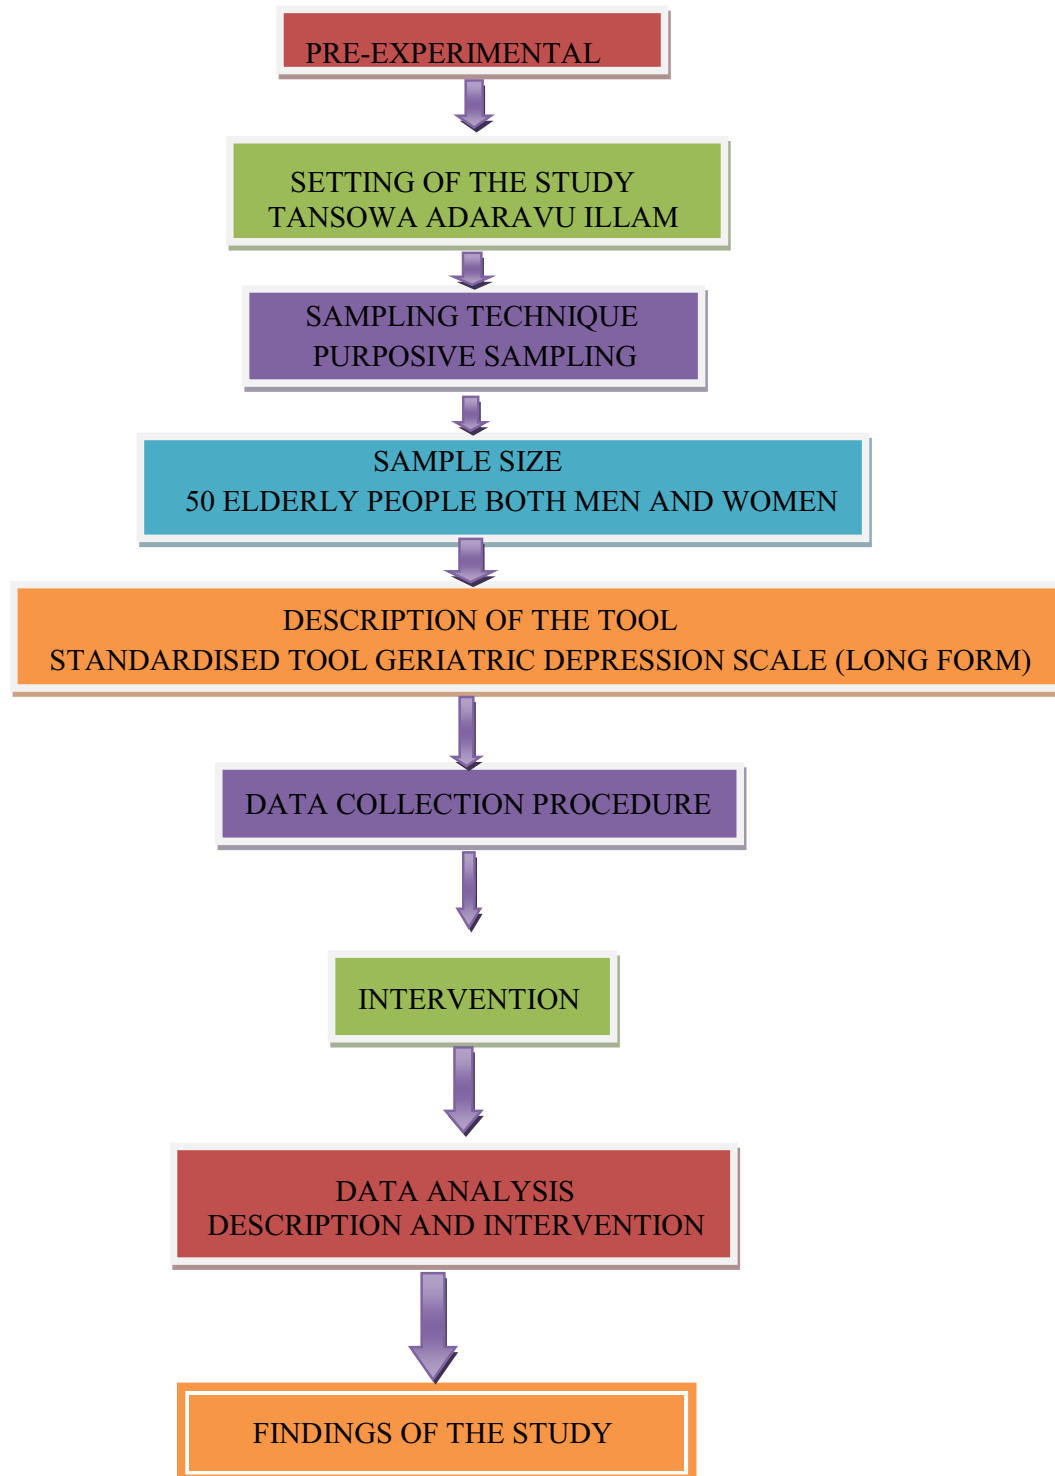 PRE-EXPERIMENTAL
SETTING OF THE STUDY
TANSOWA ADARAVU ILLAM
SAMPLING TECHNIQUE
PURPOSIVE SAMPLING
SAMPLE SIZE
50 ELDERLY PEOPLE BOTH MEN AND WOMEN
DESCRIPTION OF THE TOOL
STANDARDISED TOOL GERIATRIC DEPRESSION SCALE (LONG FORM)
DATA COLLECTION PROCEDURE
INTERVENTION
DATA ANALYSIS
DESCRIPTION AND INTERVENTION
FINDINGS OF THE STUDY